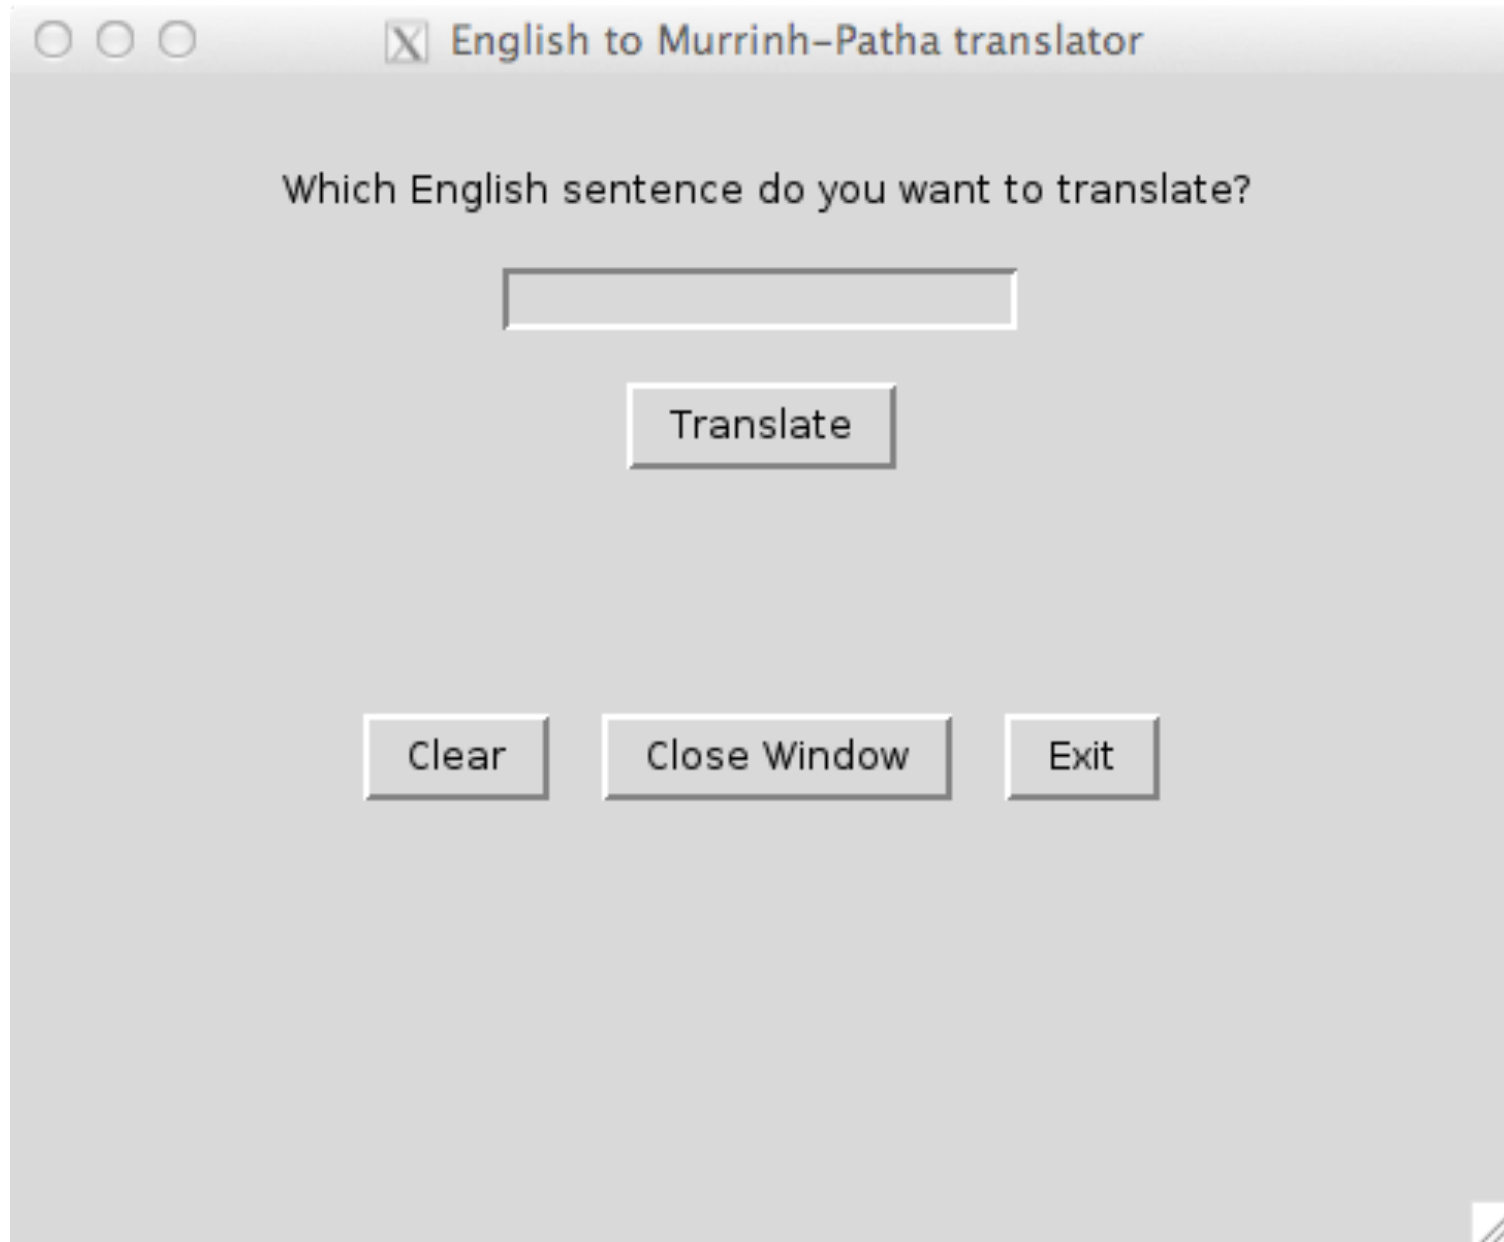 English to Murrinh-Patha translator
Which English sentence do you want to translate?
Translate
Clear Close Window Exit